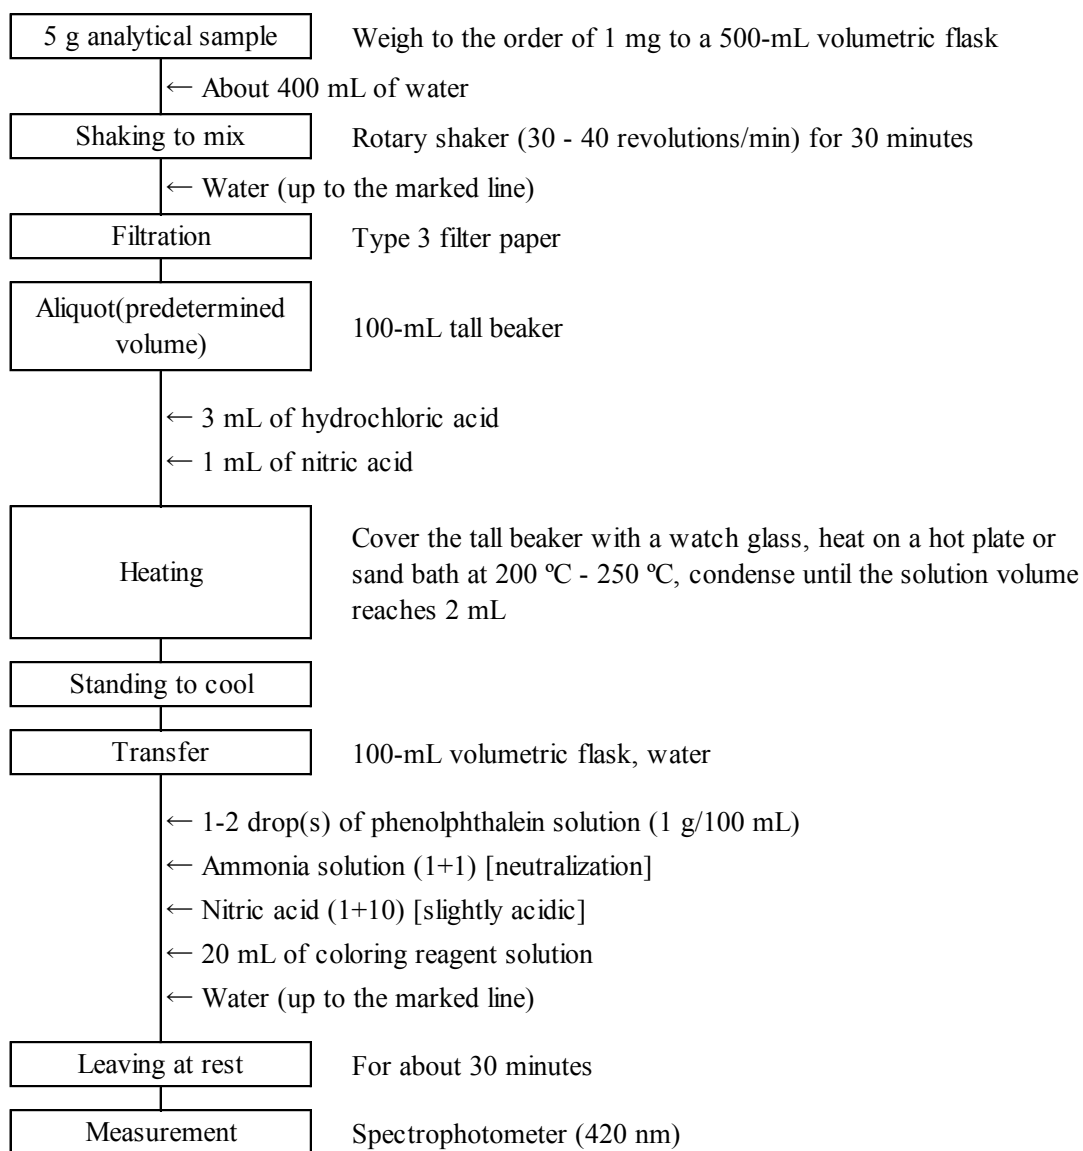 5 g analytical sample
Weigh to the order of 1 mg to a 500-mL volumetric flask
← About 400 mL of water
Shaking to mix
Rotary shaker (30 - 40 revolutions/min) for 30 minutes
← Water (up to the marked line)
Filtration
Type 3 filter paper
Aliquot(predetermined
volume)
100-mL tall beaker
← 3 mL of hydrochloric acid
← 1 mL of nitric acid
Heating
Cover the tall beaker with a watch glass, heat on a hot plate or
sand bath at 200 ºC - 250 ºC, condense until the solution volume
reaches 2 mL
Standing to cool
Transfer
100-mL volumetric flask, water
← 1-2 drop(s) of phenolphthalein solution (1 g/100 mL)
← Ammonia solution (1+1) [neutralization]
← Nitric acid (1+10) [slightly acidic]
← 20 mL of coloring reagent solution
← Water (up to the marked line)
Leaving at rest
For about 30 minutes
Measurement
Spectrophotometer (420 nm)